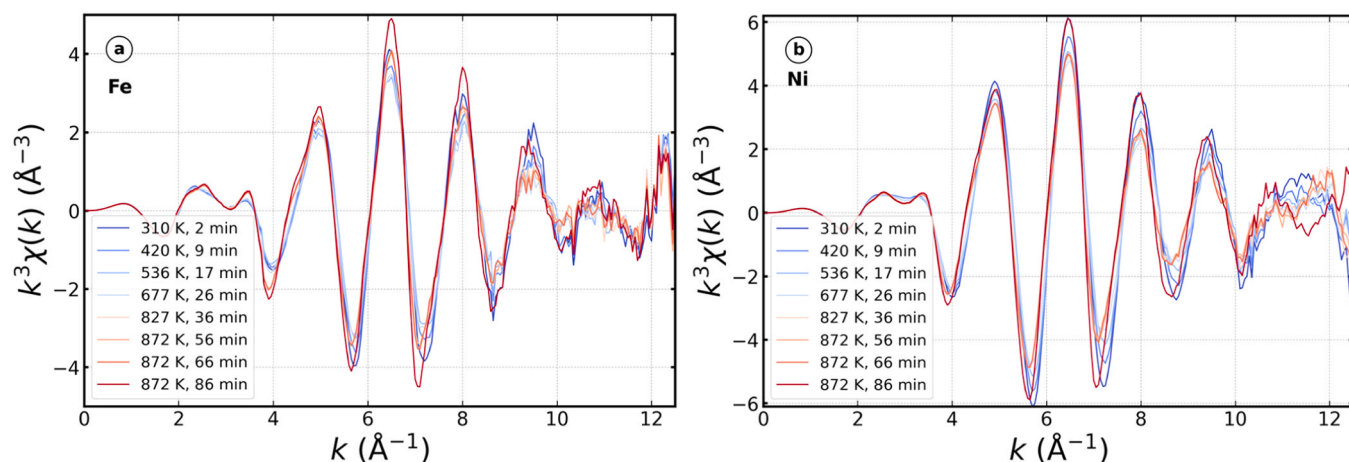 a
Fe
k³χ(k) (Å⁻³)
4
2
0
−2
−4
310 K, 2 min
420 K, 9 min
536 K, 17 min
677 K, 26 min
827 K, 36 min
872 K, 56 min
872 K, 66 min
872 K, 86 min
0 2 4 6 8 10 12
k (Å⁻¹)
b
Ni
k³χ(k) (Å⁻³)
6
4
2
0
−2
−4
−6
310 K, 2 min
420 K, 9 min
536 K, 17 min
677 K, 26 min
827 K, 36 min
872 K, 56 min
872 K, 66 min
872 K, 86 min
0 2 4 6 8 10 12
k (Å⁻¹)